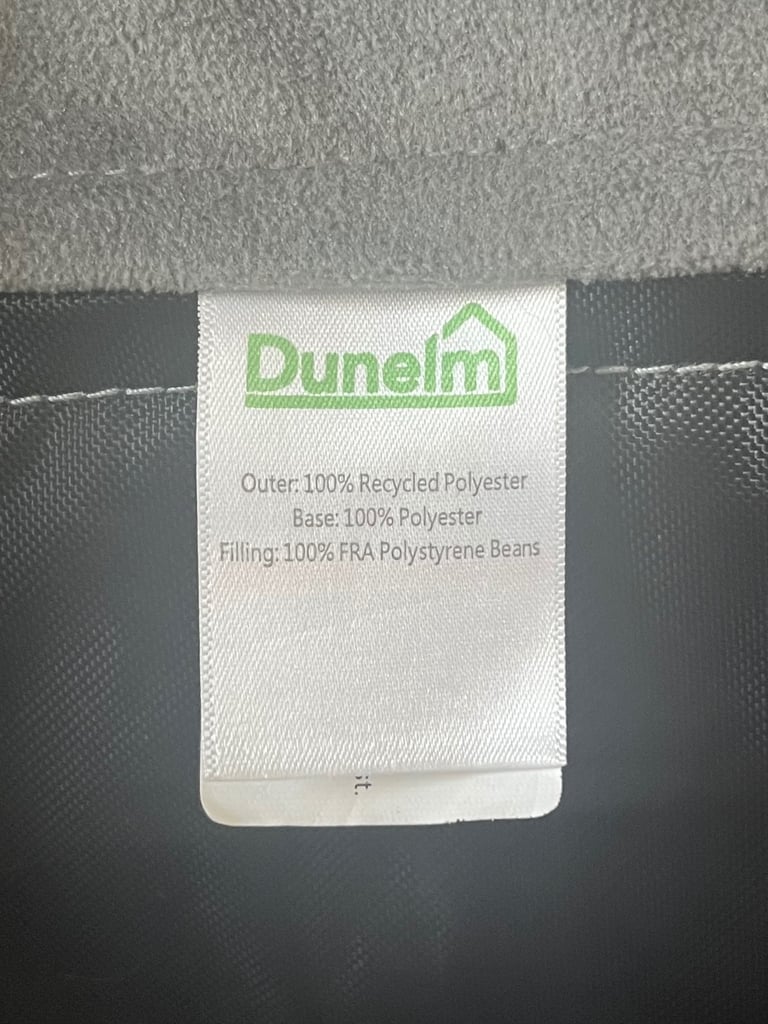 Dunelm
Outer: 100% Recycled Polyester
Base: 100% Polyester
Filling: 100% FRA Polystyrene Beans